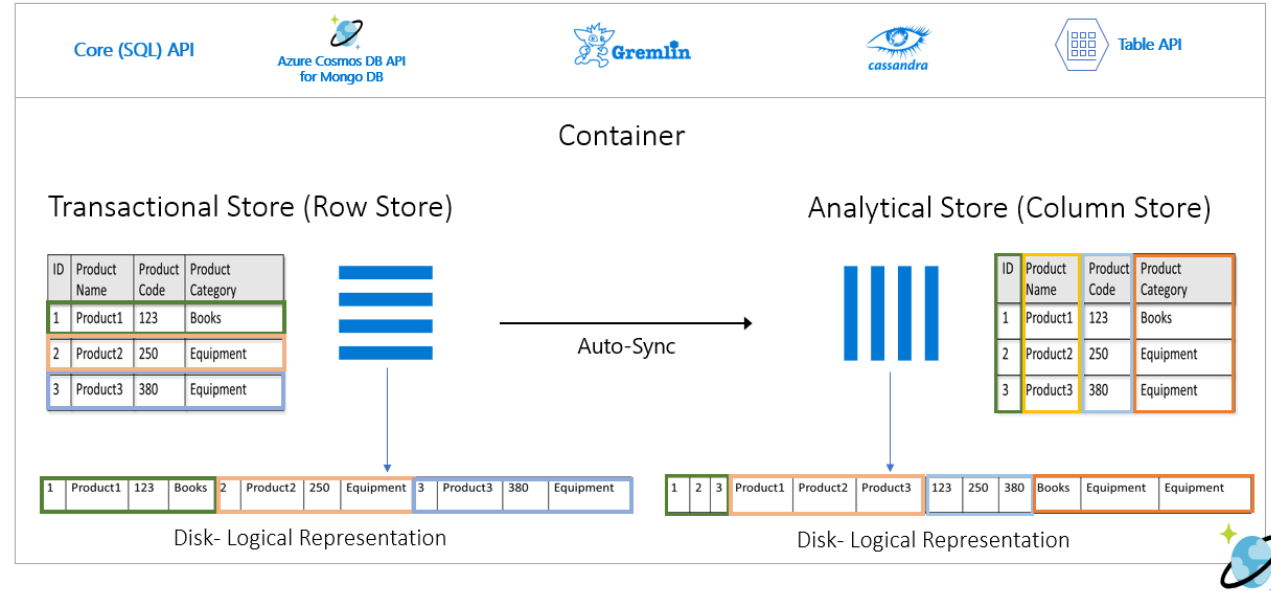 Core (SQL) API
Azure Cosmos DB API
for Mongo DB
Gremlin
cassandra
Table API
Container
Transactional Store (Row Store)
Analytical Store (Column Store)
ID Product Name Product Code Product Category
1 Product1 123 Books
2 Product2 250 Equipment
3 Product3 380 Equipment
Auto-Sync
ID Product Name Product Code Product Category
1 Product1 123 Books
2 Product2 250 Equipment
3 Product3 380 Equipment
1 Product1 123 Books 2 Product2 250 Equipment 3 Product3 380 Equipment
Disk- Logical Representation
1 2 3 Product1 Product2 Product3 123 250 380 Books Equipment Equipment
Disk- Logical Representation